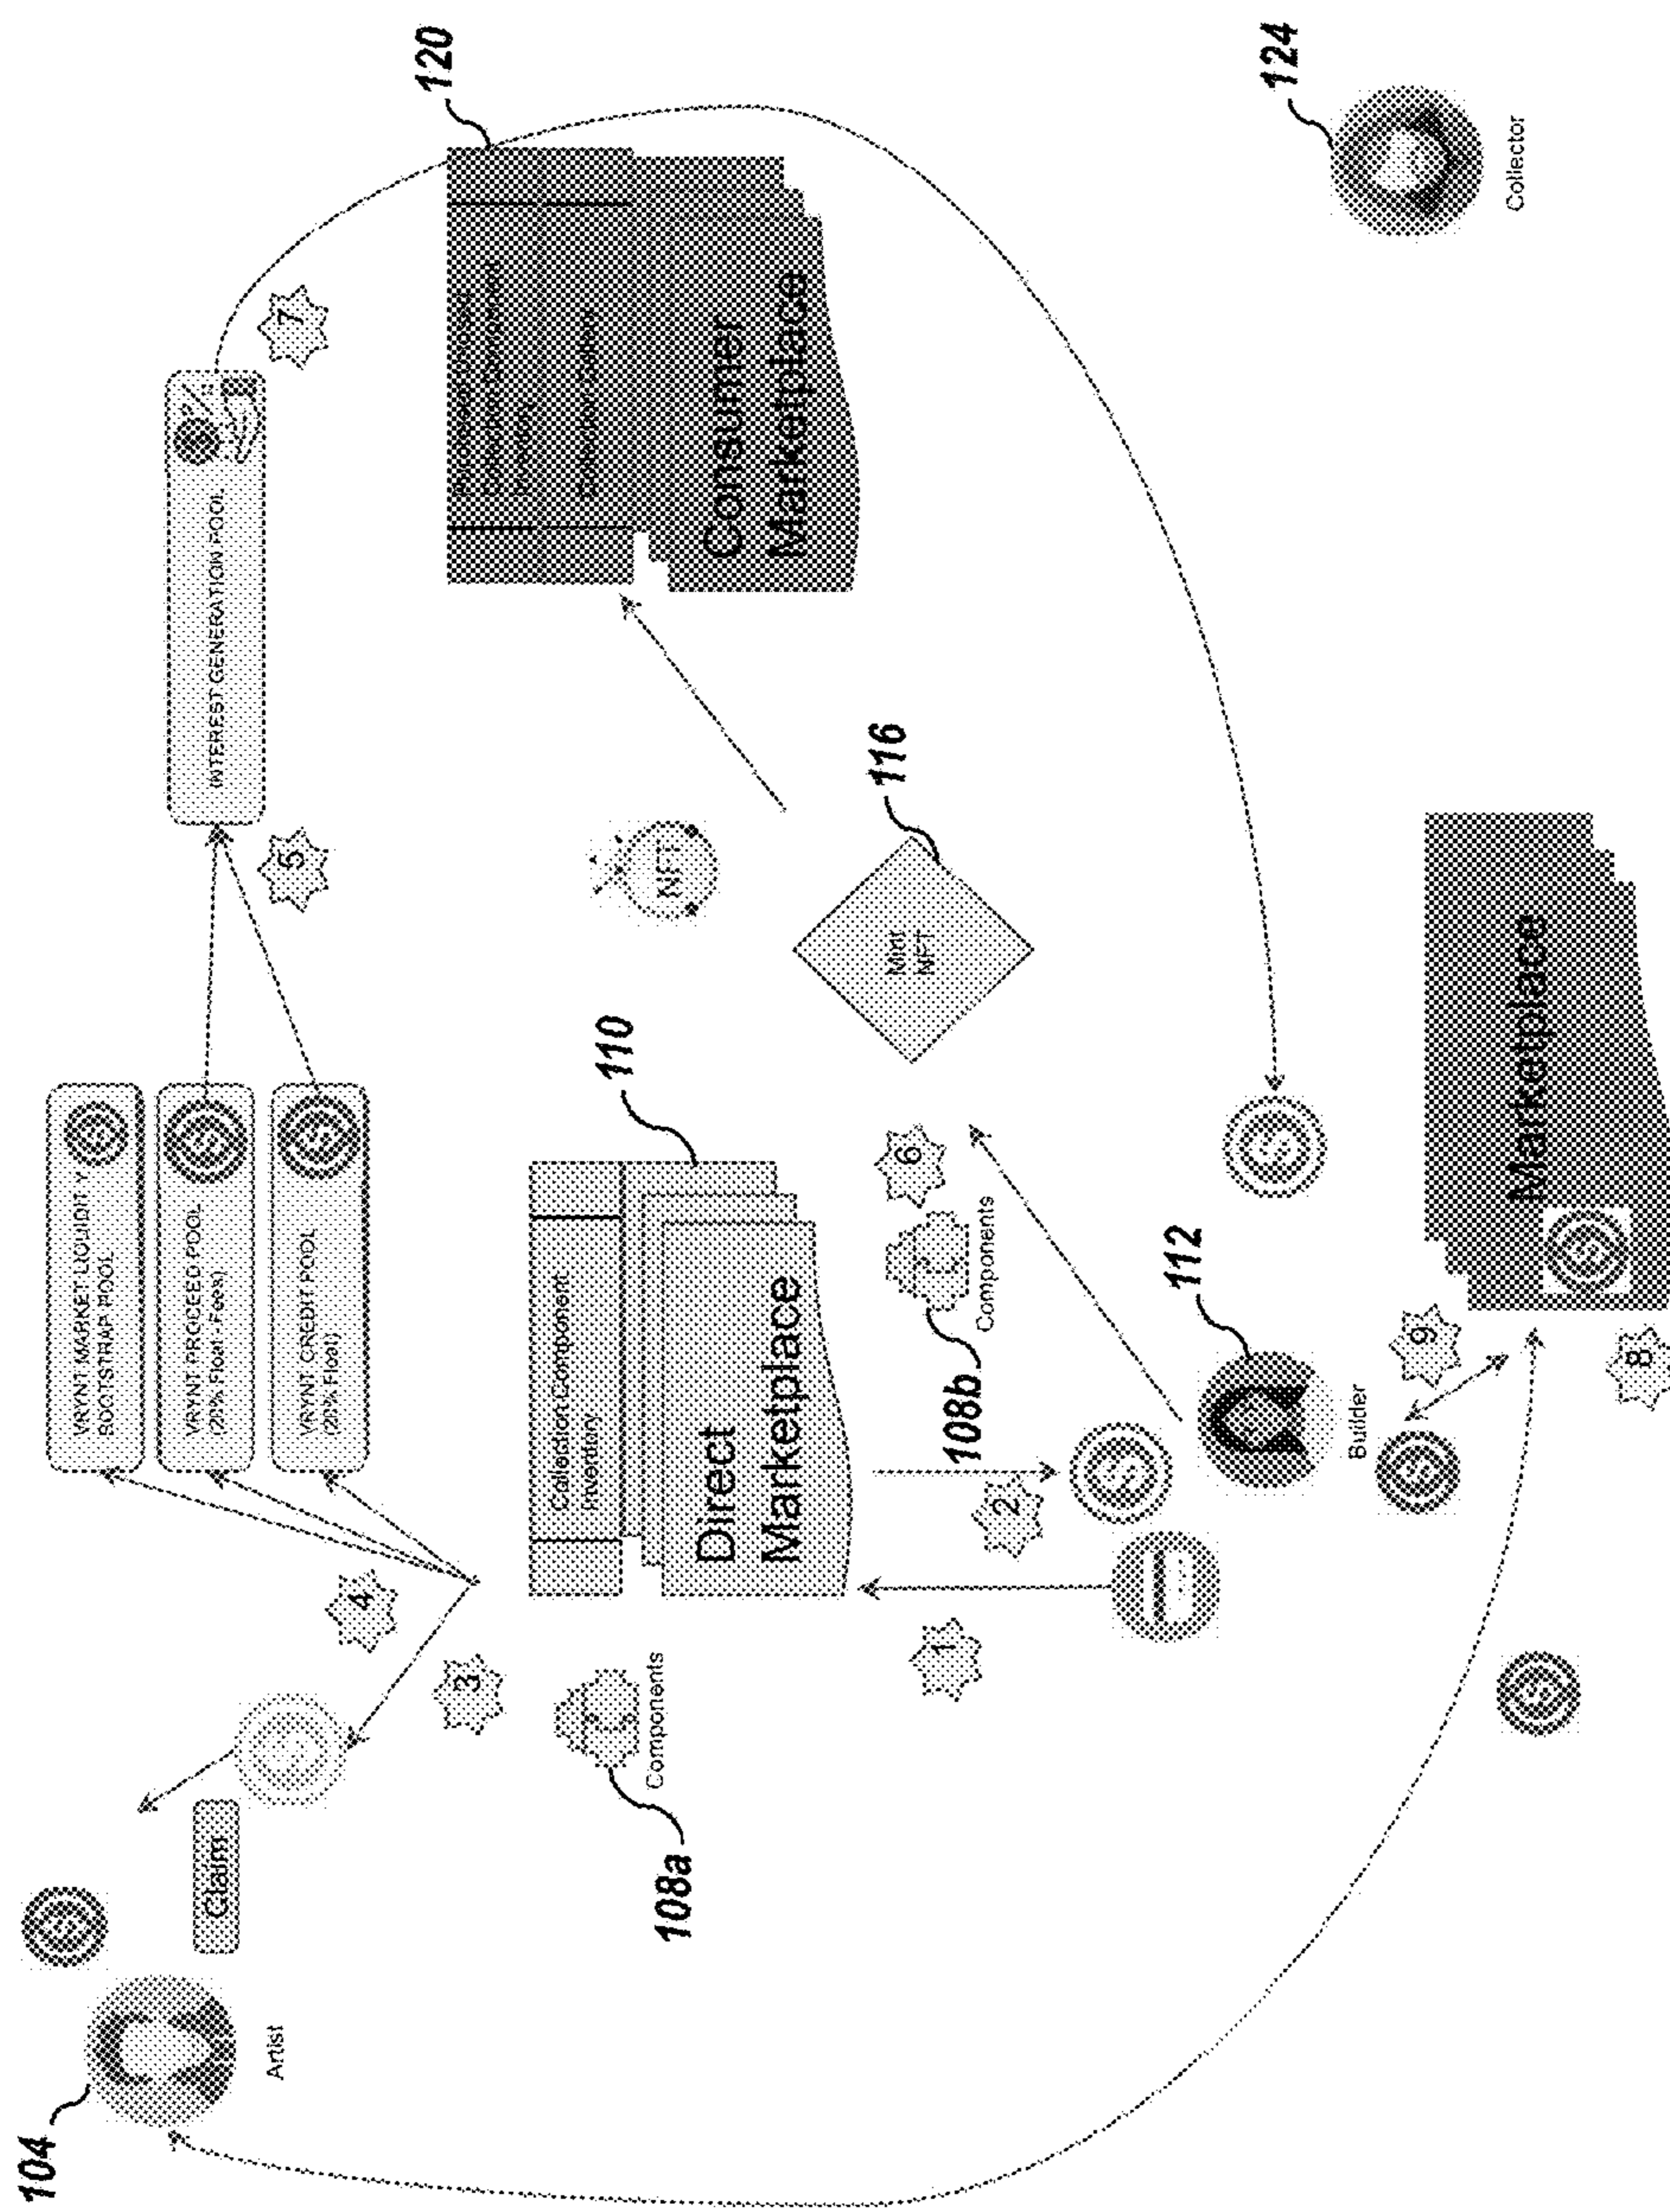 104
Artist
Claim
VRYNT MARKET LIQUIDITY
BOOTSTRAP POOL
VRYNT PROCEED POOL
(20% Float - Fees)
VRYNT CREDIT POOL
(20% Float)
INTEREST GENERATION POOL
4
5
7
3
120
108a
Components
Collection Component
Inventory
Direct
Marketplace
110
NFT
Collection Gallery
Consumer
Marketplace
1
2
6
108b
Components
Mint
NFT
116
112
Builder
9
8
Marketplace
124
Collector